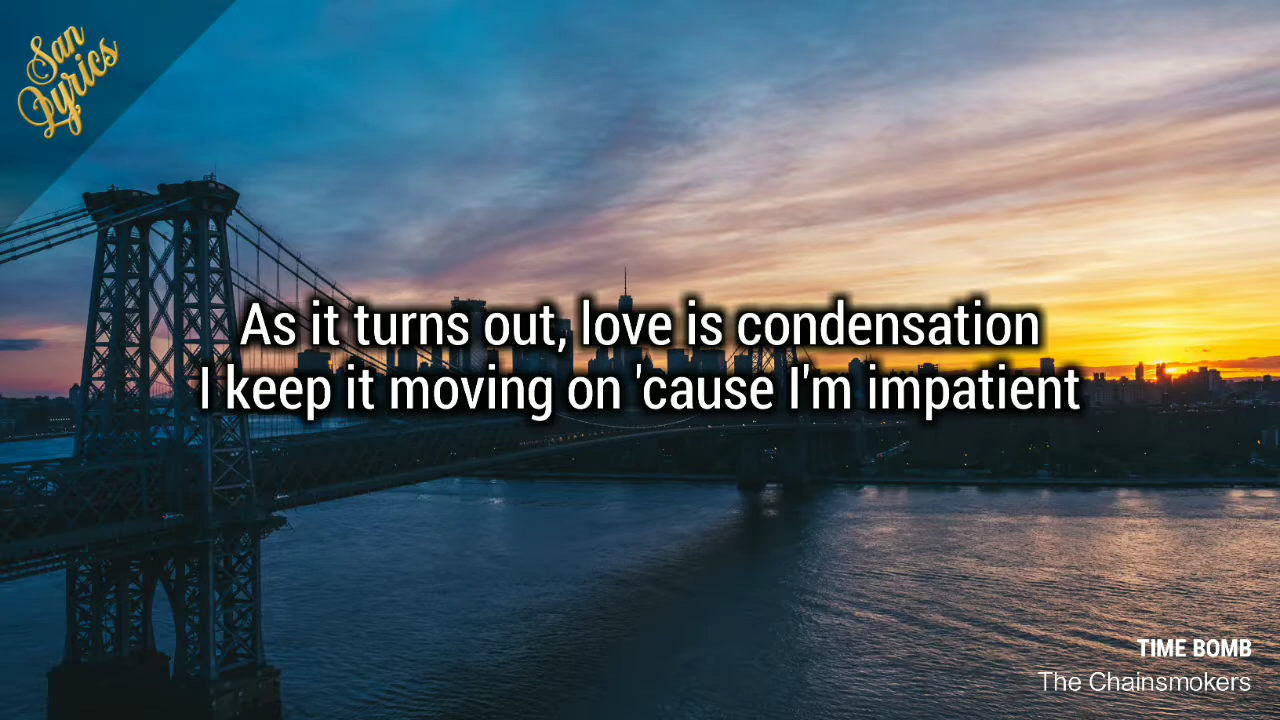 San
Lyrics
As it turns out, love is condensation
I keep it moving on 'cause I'm impatient
TIME BOMB
The Chainsmokers